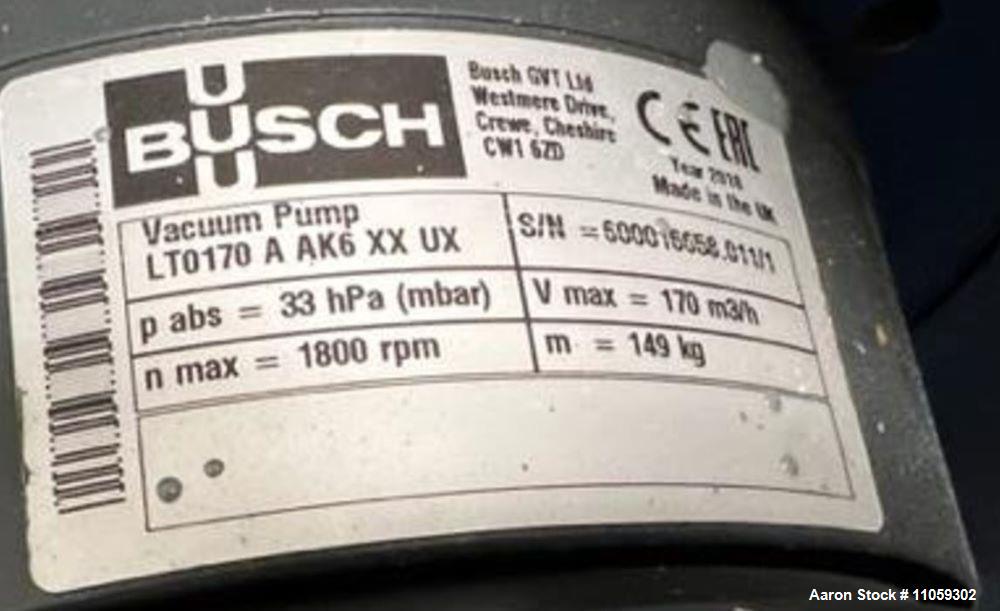 BUSCH
Busch GVT Ltd
Westmere Drive,
Crewe, Cheshire
CW1 6ZD
CE EAC
Year 2018
Made in the UK
Vacuum Pump
LT0170 A AK6 XX UX
S/N =
p abs = 33 hPa (mbar)
V max = 170 m3/h
n max = 1800 rpm
m = 149 kg
Aaron Stock # 11059302